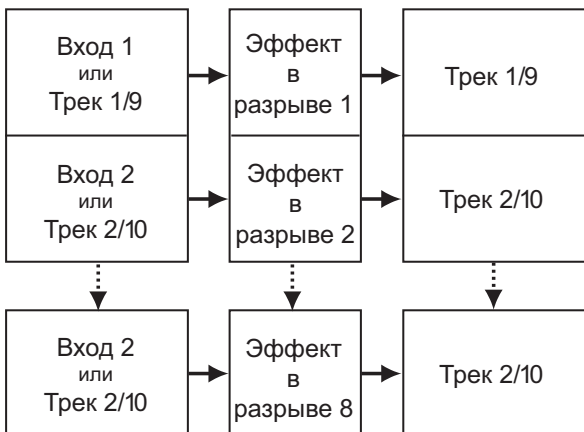 Вход 1
или
Трек 1/9
Эффект
в
разрыве 1
Трек 1/9
Вход 2
или
Трек 2/10
Эффект
в
разрыве 2
Трек 2/10
Вход 2
или
Трек 2/10
Эффект
в
разрыве 8
Трек 2/10